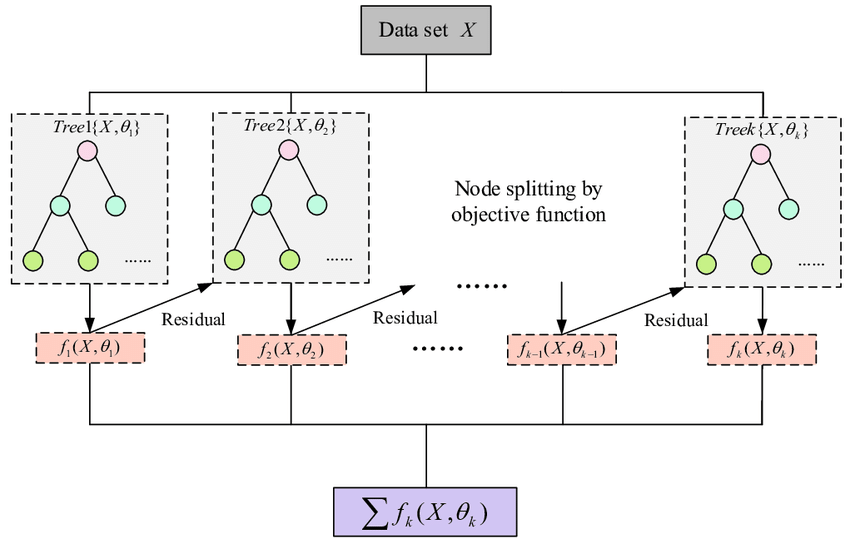 Data set X
Tree1{X,θ₁}
Tree2{X,θ₂}
Treek{X,θₖ}
Node splitting by
objective function
......
......
......
......
Residual
Residual
Residual
f₁(X,θ₁)
f₂(X,θ₂)
......
fₖ₋₁(X,θₖ₋₁)
fₖ(X,θₖ)
∑fₖ(X,θₖ)